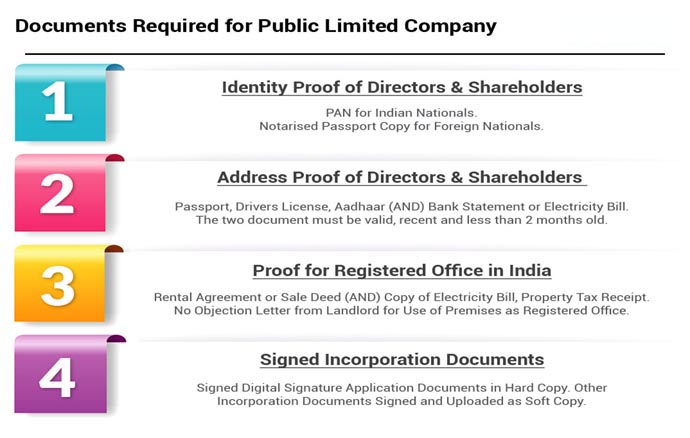 Documents Required for Public Limited Company
1
Identity Proof of Directors & Shareholders
PAN for Indian Nationals.
Notarised Passport Copy for Foreign Nationals.
2
Address Proof of Directors & Shareholders
Passport, Drivers License, Aadhaar (AND) Bank Statement or Electricity Bill.
The two document must be valid, recent and less than 2 months old.
3
Proof for Registered Office in India
Rental Agreement or Sale Deed (AND) Copy of Electricity Bill, Property Tax Receipt.
No Objection Letter from Landlord for Use of Premises as Registered Office.
4
Signed Incorporation Documents
Signed Digital Signature Application Documents in Hard Copy. Other
Incorporation Documents Signed and Uploaded as Soft Copy.